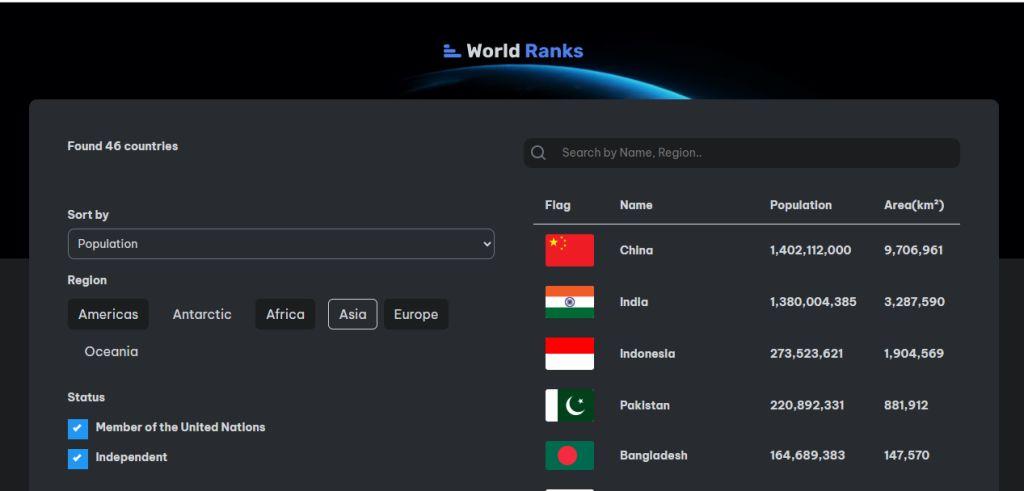 World Ranks
Found 46 countries
Search by Name, Region..
Sort by
Population
Region
Americas Antarctic Africa Asia Europe
Oceania
Status
Member of the United Nations
Independent
Flag Name Population Area(km²)
China 1,402,112,000 9,706,961
India 1,380,004,385 3,287,590
Indonesia 273,523,621 1,904,569
Pakistan 220,892,331 881,912
Bangladesh 164,689,383 147,570